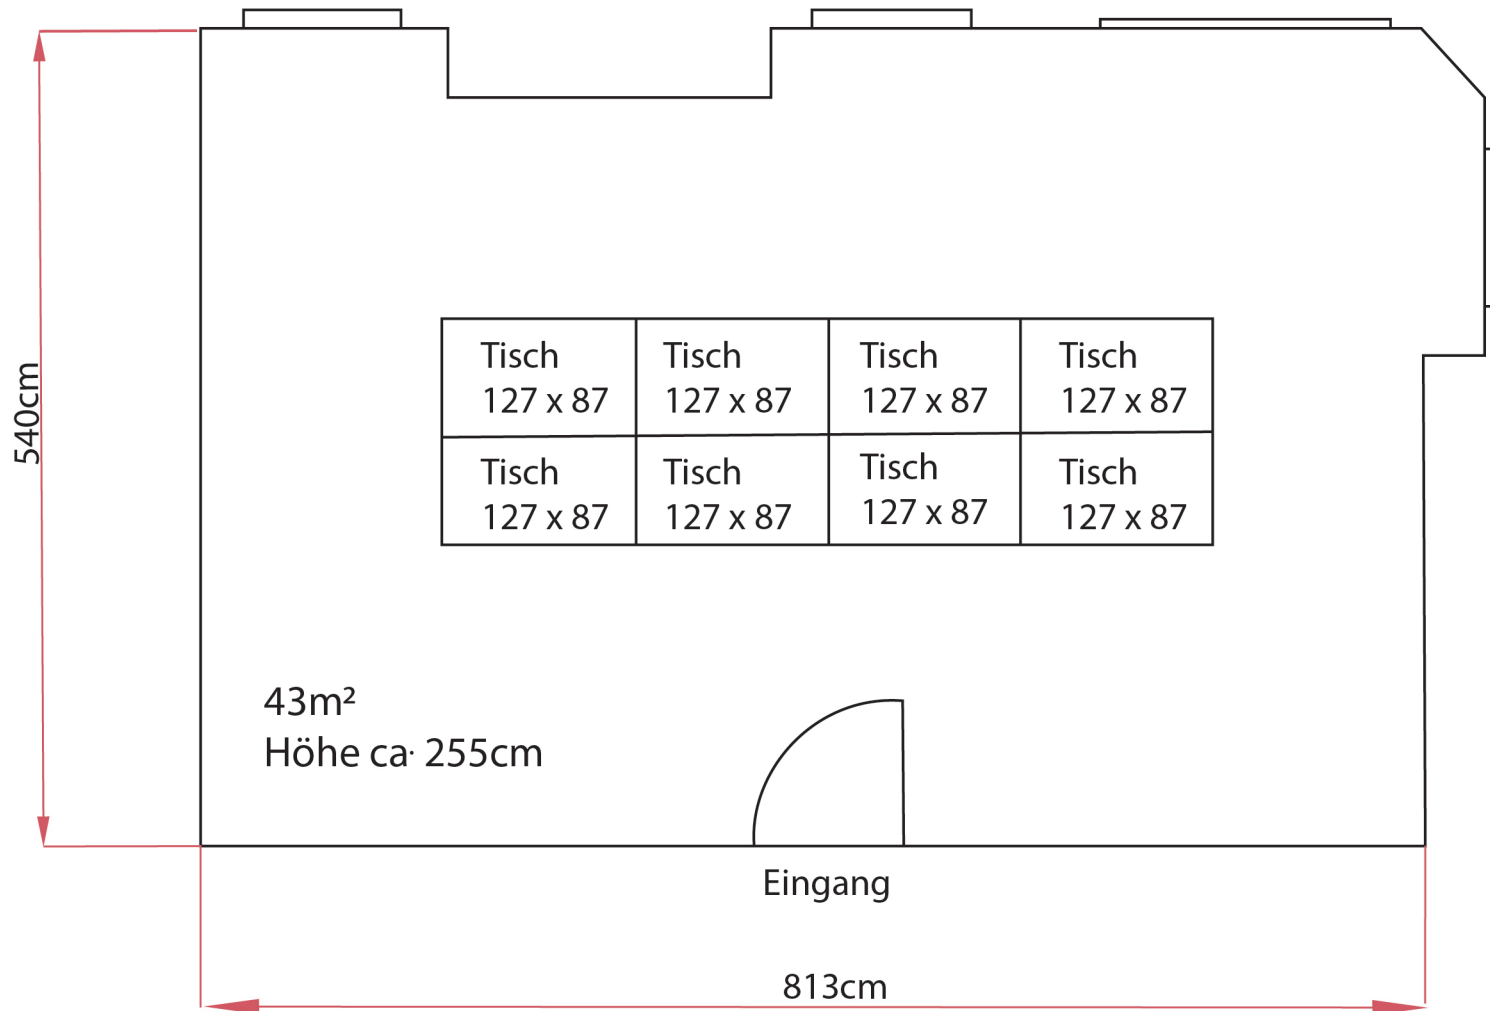 Tisch
127 x 87
Tisch
127 x 87
Tisch
127 x 87
Tisch
127 x 87
540cm
Tisch
127 x 87
Tisch
127 x 87
Tisch
127 x 87
Tisch
127 x 87
43m²
Höhe ca· 255cm
Eingang
813cm